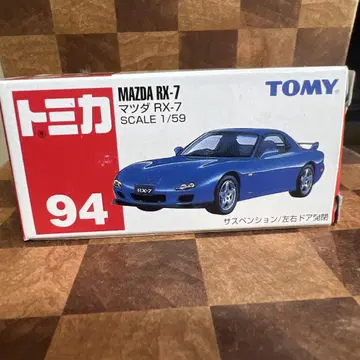 トミカ
94
MAZDA RX-7
マツダ RX-7
SCALE 1/59
TOMY
RX-7
サスペンション/左右ドア開閉